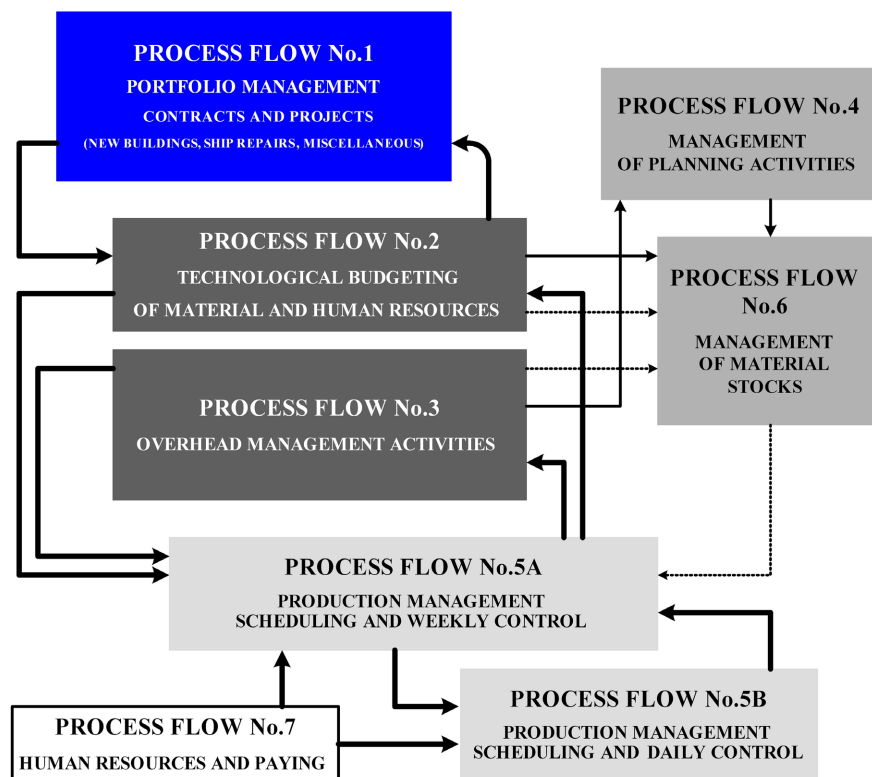 PROCESS FLOW No.1
PORTFOLIO MANAGEMENT
CONTRACTS AND PROJECTS
(NEW BUILDINGS, SHIP REPAIRS, MISCELLANEOUS)
PROCESS FLOW No.4
MANAGEMENT
OF PLANNING ACTIVITIES
PROCESS FLOW No.2
TECHNOLOGICAL BUDGETING
OF MATERIAL AND HUMAN RESOURCES
PROCESS FLOW
No.6
MANAGEMENT
OF MATERIAL
STOCKS
PROCESS FLOW No.3
OVERHEAD MANAGEMENT ACTIVITIES
PROCESS FLOW No.5A
PRODUCTION MANAGEMENT
SCHEDULING AND WEEKLY CONTROL
PROCESS FLOW No.7
HUMAN RESOURCES AND PAYING
PROCESS FLOW No.5B
PRODUCTION MANAGEMENT
SCHEDULING AND DAILY CONTROL